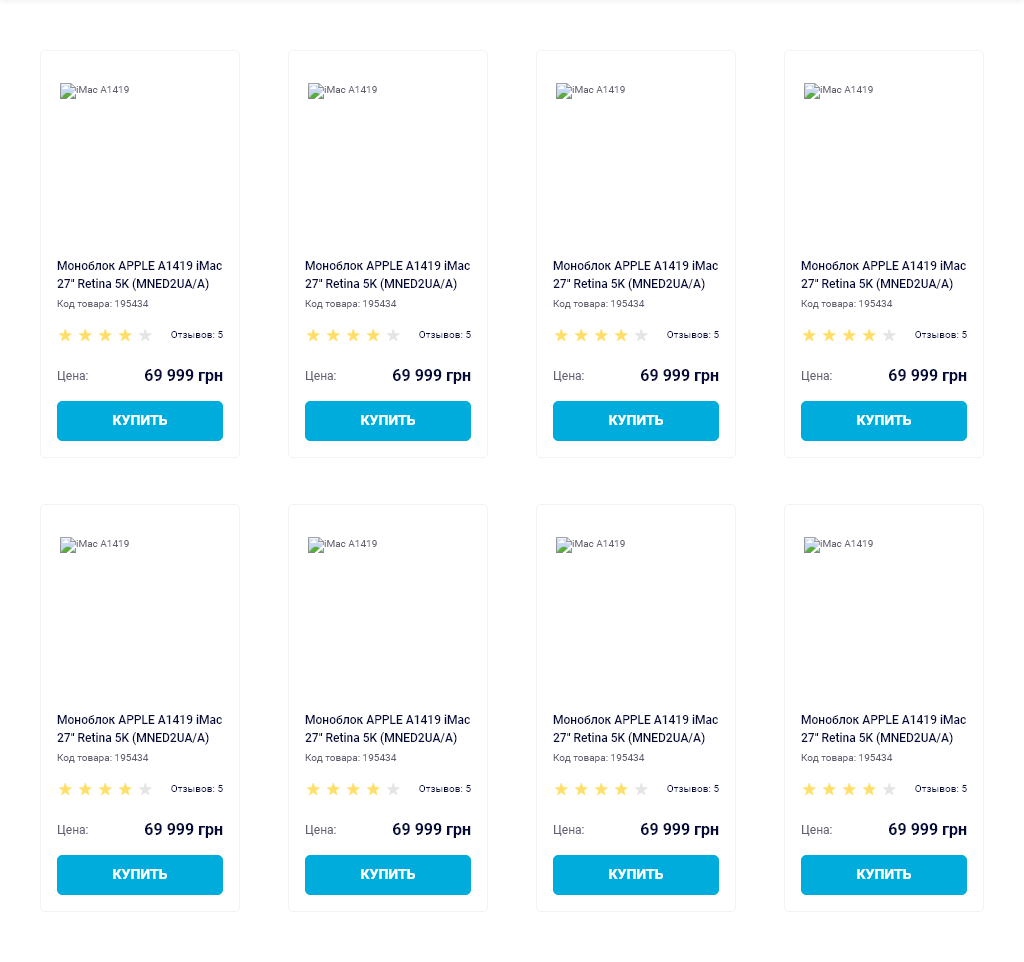 iMac A1419
iMac A1419
iMac A1419
iMac A1419
Моноблок APPLE A1419 iMac
27" Retina 5K (MNED2UA/A)
Код товара: 195434
Отзывов: 5
Цена: 69 999 грн
КУПИТЬ
Моноблок APPLE A1419 iMac
27" Retina 5K (MNED2UA/A)
Код товара: 195434
Отзывов: 5
Цена: 69 999 грн
КУПИТЬ
Моноблок APPLE A1419 iMac
27" Retina 5K (MNED2UA/A)
Код товара: 195434
Отзывов: 5
Цена: 69 999 грн
КУПИТЬ
Моноблок APPLE A1419 iMac
27" Retina 5K (MNED2UA/A)
Код товара: 195434
Отзывов: 5
Цена: 69 999 грн
КУПИТЬ
iMac A1419
iMac A1419
iMac A1419
iMac A1419
Моноблок APPLE A1419 iMac
27" Retina 5K (MNED2UA/A)
Код товара: 195434
Отзывов: 5
Цена: 69 999 грн
КУПИТЬ
Моноблок APPLE A1419 iMac
27" Retina 5K (MNED2UA/A)
Код товара: 195434
Отзывов: 5
Цена: 69 999 грн
КУПИТЬ
Моноблок APPLE A1419 iMac
27" Retina 5K (MNED2UA/A)
Код товара: 195434
Отзывов: 5
Цена: 69 999 грн
КУПИТЬ
Моноблок APPLE A1419 iMac
27" Retina 5K (MNED2UA/A)
Код товара: 195434
Отзывов: 5
Цена: 69 999 грн
КУПИТЬ